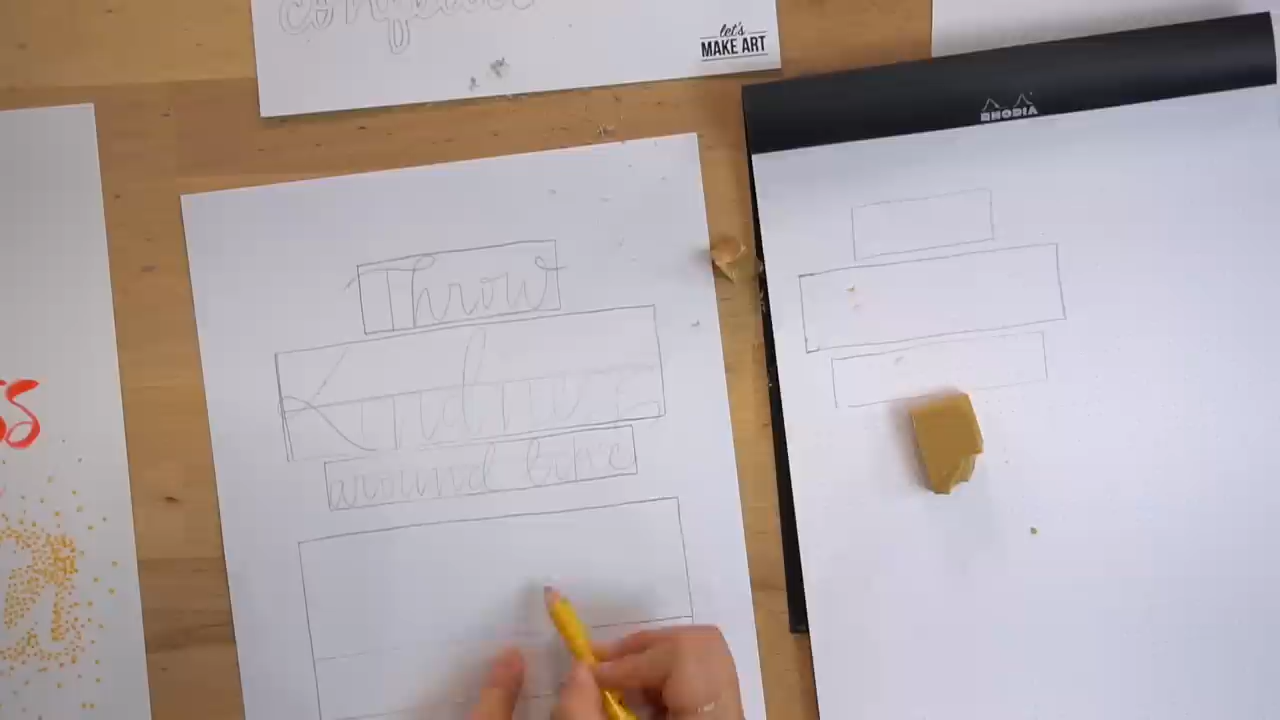 let's
MAKE ART
RHODIA
Throw
Kindness
around like